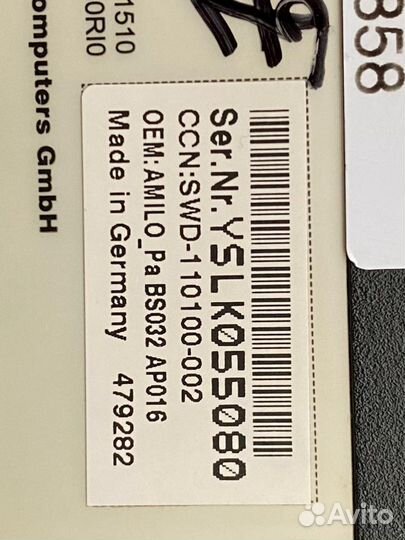 858
Ser.Nr.YSLK055080
CCN:SWD-110100-002
OEM:AMILO_Pa BS032 AP016
Made in Germany 479282
1510
omputers GmbH
Avito